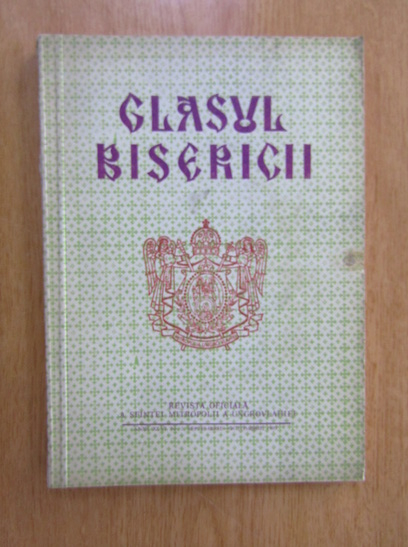 GLASUL
BISERICII
REVISTA OFICIALĂ
A SFINTEI MITROPOLII A UNGROVLAHIEI